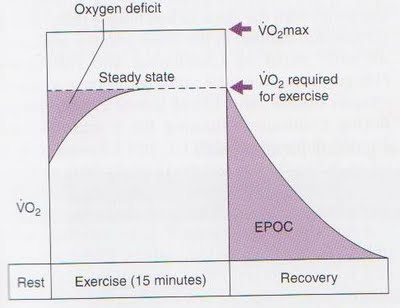 Oxygen deficit
V̇O₂max
Steady state
V̇O₂ required
for exercise
V̇O₂
EPOC
Rest
Exercise (15 minutes)
Recovery